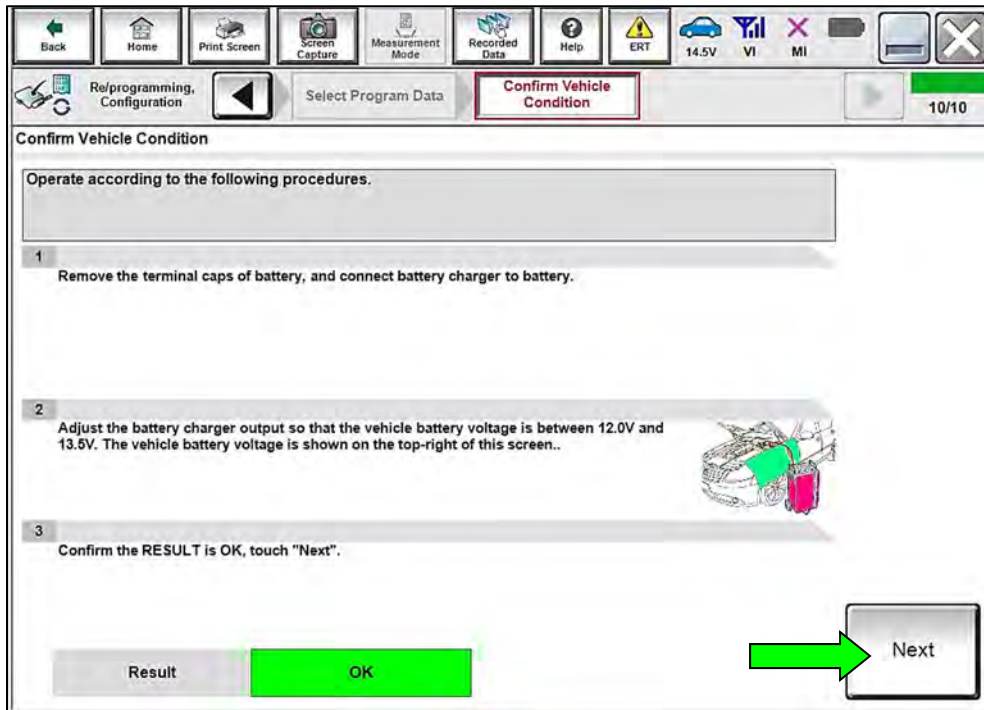 Back
Home
Print Screen
Screen
Capture
Measurement
Mode
Recorded
Data
Help
ERT
14.5V
VI
MI
Re/programming,
Configuration
Select Program Data
Confirm Vehicle
Condition
10/10
Confirm Vehicle Condition
Operate according to the following procedures.
1
Remove the terminal caps of battery, and connect battery charger to battery.
2
Adjust the battery charger output so that the vehicle battery voltage is between 12.0V and
13.5V. The vehicle battery voltage is shown on the top-right of this screen..
3
Confirm the RESULT is OK, touch "Next".
Result
OK
Next